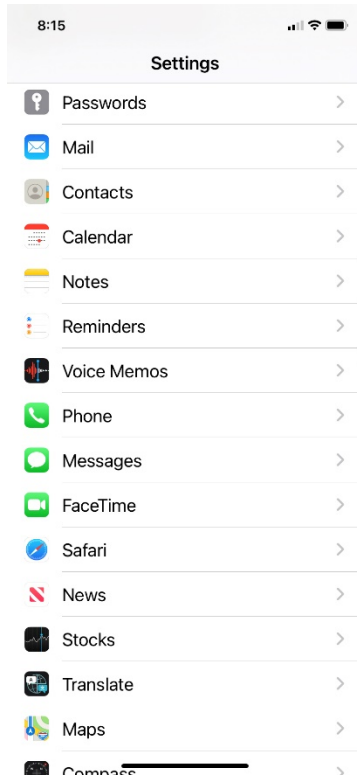 8:15
Settings
Passwords
Mail
Contacts
Calendar
Notes
Reminders
Voice Memos
Phone
Messages
FaceTime
Safari
News
Stocks
Translate
Maps
Compass